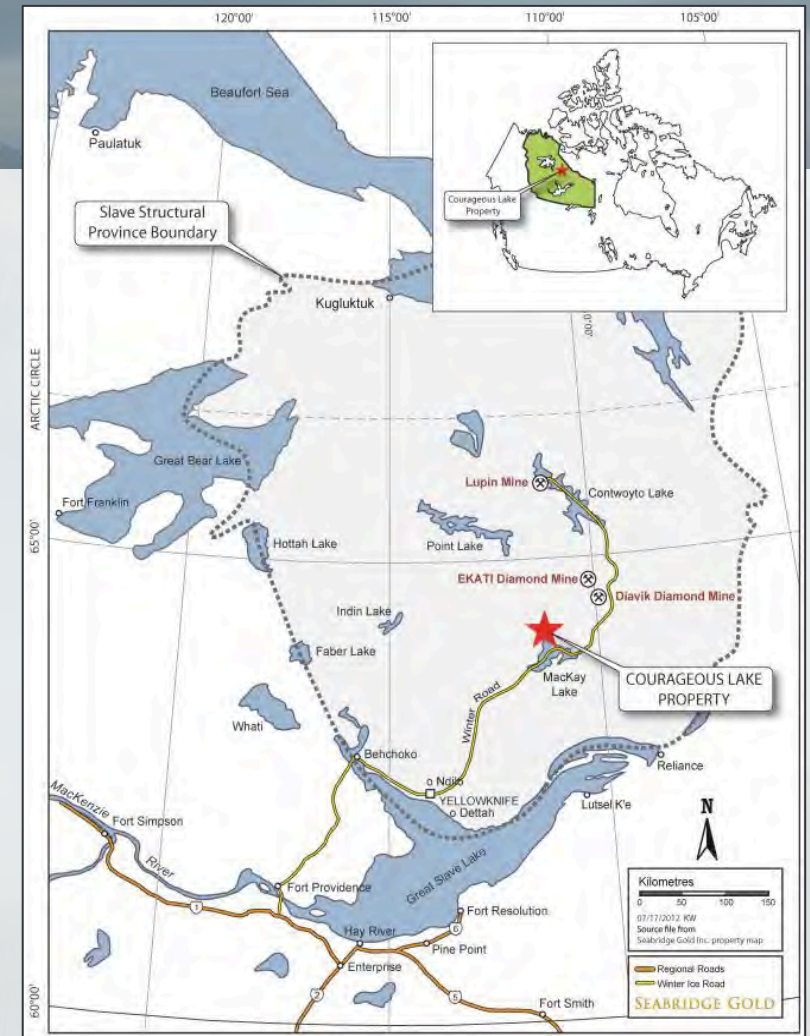 120°00'
115°00'
110°00'
105°00'
Beaufort Sea
Paulatuk
Courageous Lake
Property
Slave Structural
Province Boundary
Kugluktuk
ARCTIC CIRCLE
Great Bear Lake
Lupin Mine
Contwoyto Lake
Fort Franklin
65°00'
Hottah Lake
Point Lake
EKATI Diamond Mine
Diavik Diamond Mine
Indin Lake
Faber Lake
MacKay
Lake
COURAGEOUS LAKE
PROPERTY
Winter Road
Whati
Behchoko
Reliance
Ndilo
YELLOWKNIFE
Dettah
Lutsel K'e
MacKenzie River
Fort Simpson
N
Great Slave Lake
Fort Providence
Kilometres
0 50 100 150
07/17/2012 KW
Source file from
Seabridge Gold Inc. property map
1
Fort Resolution
6
Hay River
Pine Point
Enterprise
2
5
Fort Smith
60°00'
Regional Roads
Winter Ice Road
SEABRIDGE GOLD